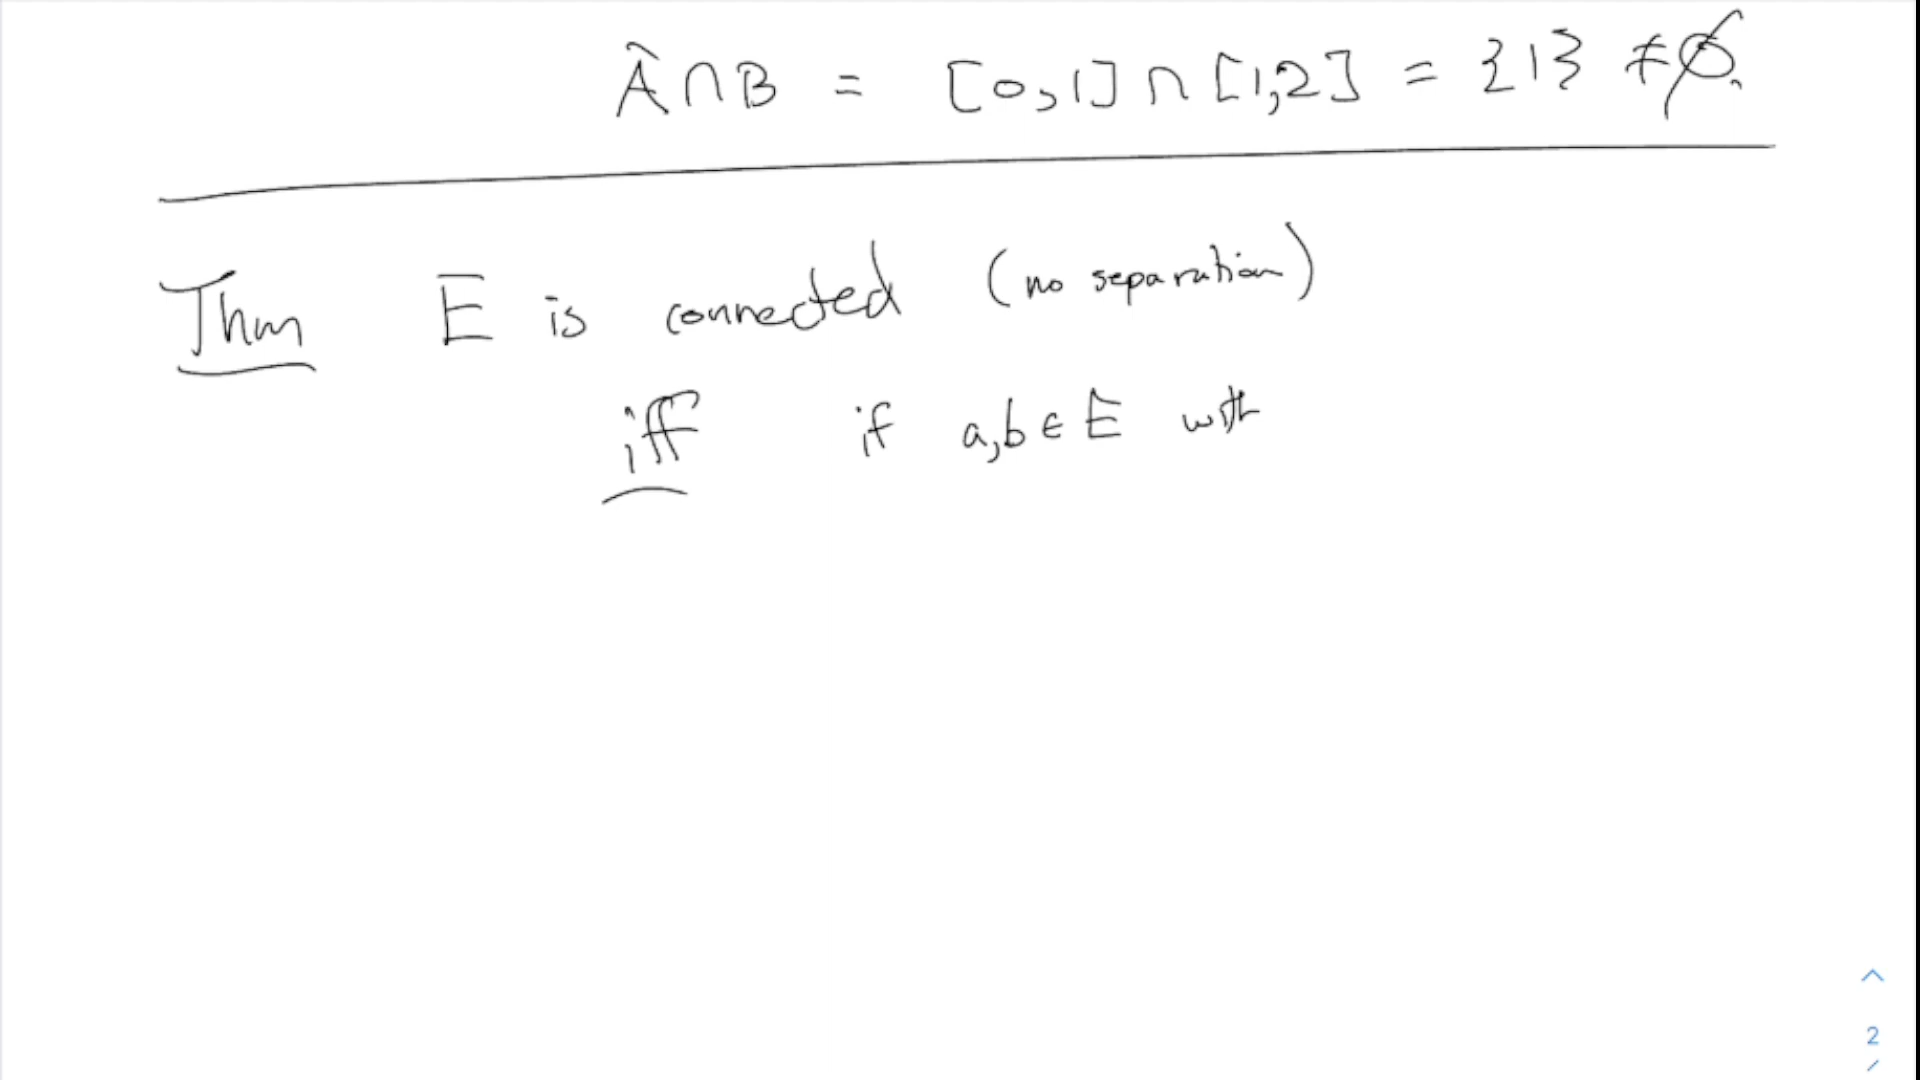 Ā∩B = [0,1]∩[1,2] = {1} ≠∅.
Thm E is connected (no separation)
iff if a,b∈E with
2